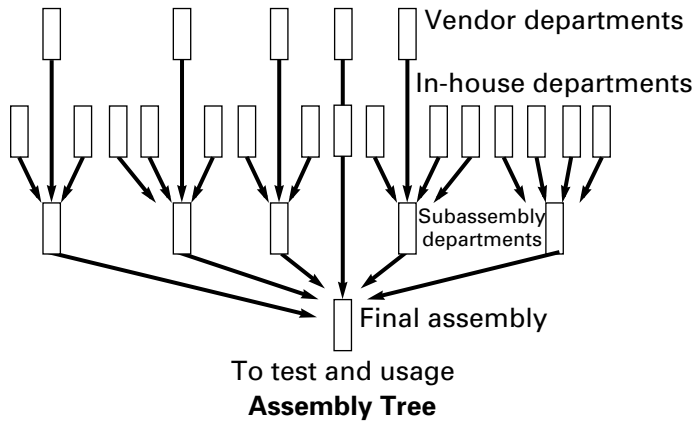 Vendor departments
In-house departments
Subassembly
departments
Final assembly
To test and usage
Assembly Tree